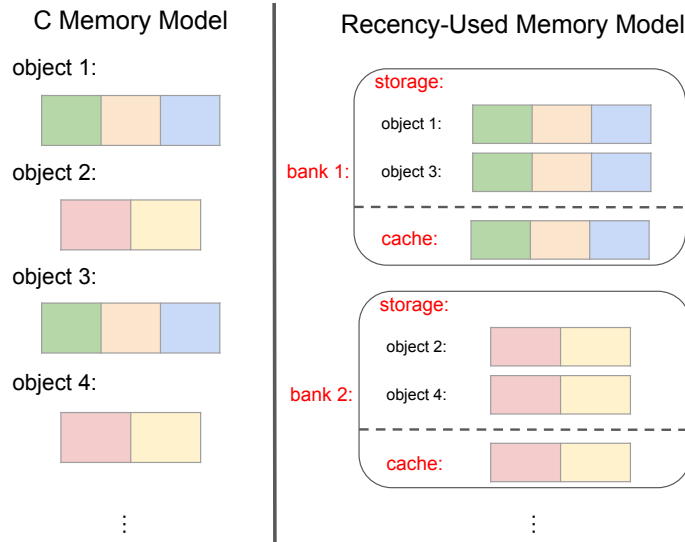 C Memory Model
object 1:
object 2:
object 3:
object 4:
⋮
Recency-Used Memory Model
bank 1:
storage:
object 1:
object 3:
cache:
bank 2:
storage:
object 2:
object 4:
cache:
⋮